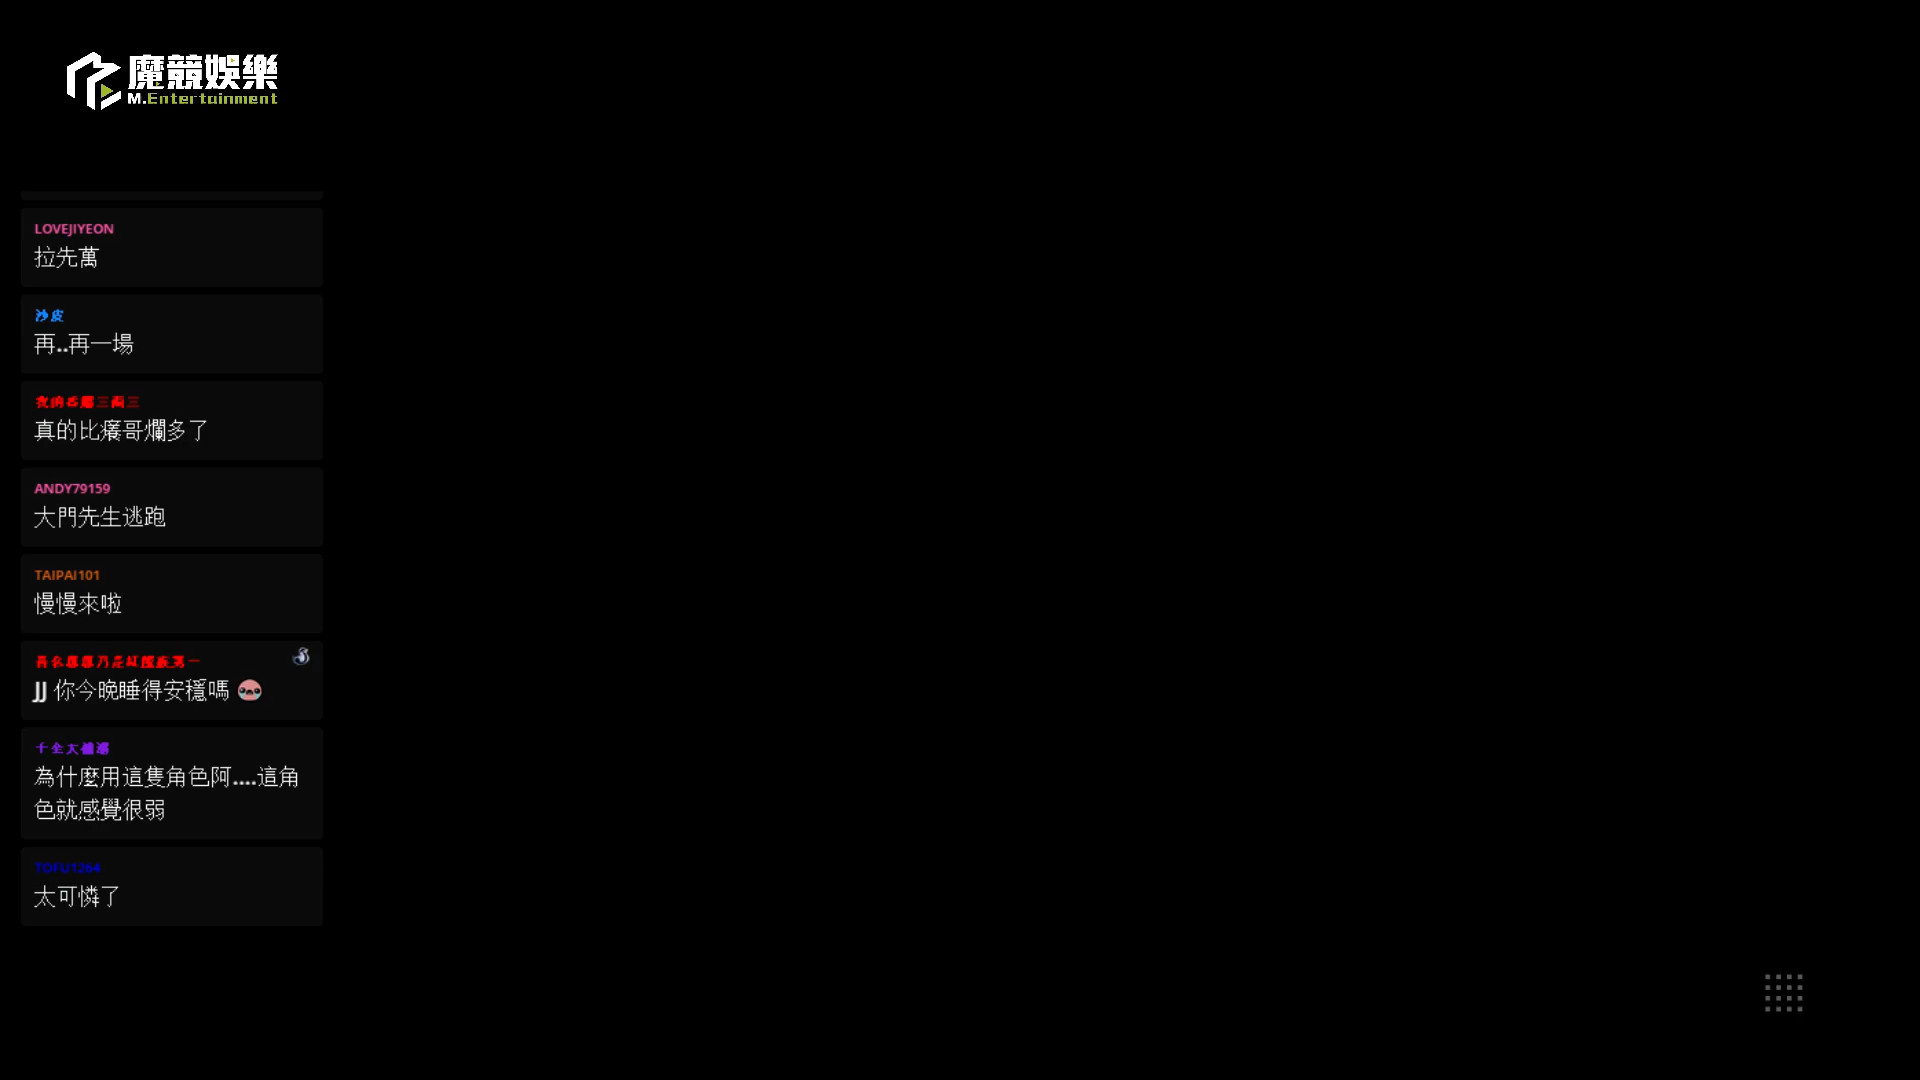 魔競娛樂
M.Entertainment
LOVEJIYEON
拉先萬
沙皮
再..再一場
真的比癢哥爛多了
ANDY79159
大門先生逃跑
TAIPAI101
慢慢來啦
JJ 你今晚睡得安穩嗎
為什麼用這隻角色阿....這角
色就感覺很弱
TOFU1264
太可憐了